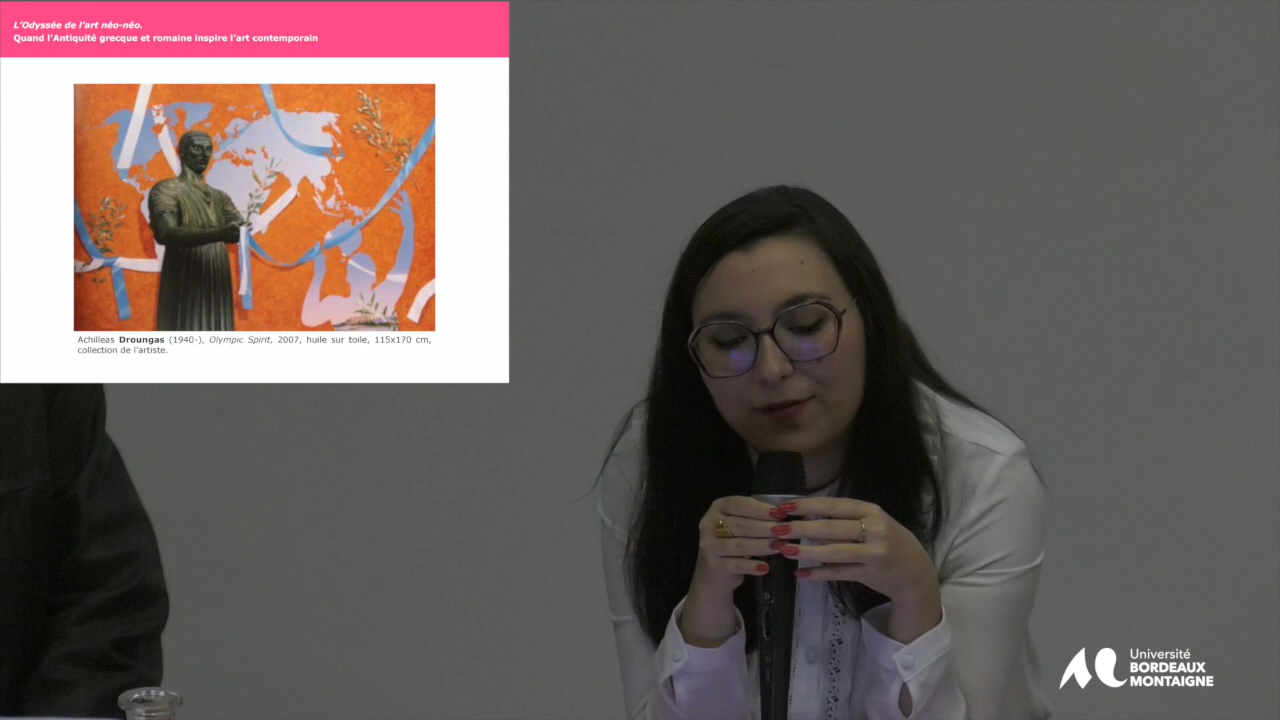 L'Odyssée de l'art néo-néo.
Quand l'Antiquité grecque et romaine inspire l'art contemporain
Achilleas Droungas (1940-), Olympic Spirit, 2007, huile sur toile, 115x170 cm,
collection de l'artiste.
Université
BORDEAUX
MONTAIGNE